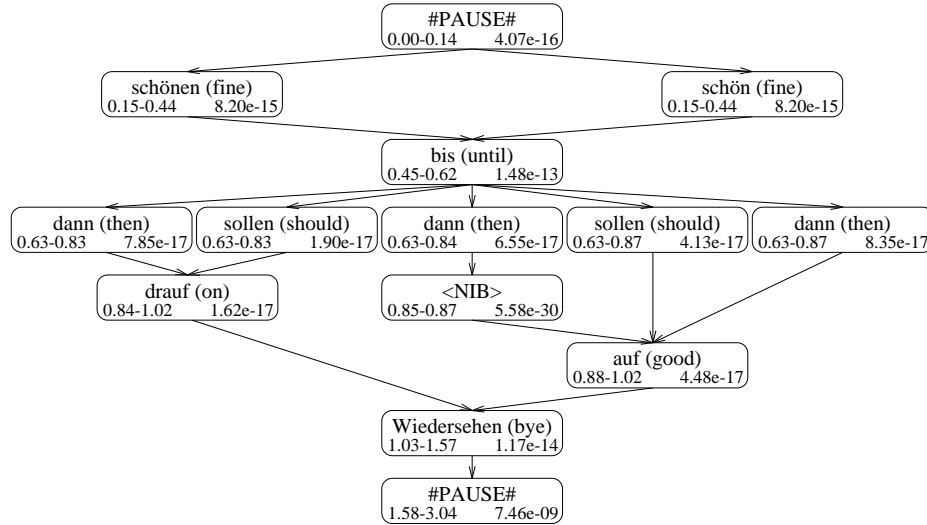 #PAUSE#
0.00-0.14 4.07e-16
schönen (fine) schön (fine)
0.15-0.44 8.20e-15 0.15-0.44 8.20e-15
bis (until)
0.45-0.62 1.48e-13
dann (then) sollen (should) dann (then) sollen (should) dann (then)
0.63-0.83 7.85e-17 0.63-0.83 1.90e-17 0.63-0.84 6.55e-17 0.63-0.87 4.13e-17 0.63-0.87 8.35e-17
drauf (on) <NIB>
0.84-1.02 1.62e-17 0.85-0.87 5.58e-30
auf (good)
0.88-1.02 4.48e-17
Wiedersehen (bye)
1.03-1.57 1.17e-14
#PAUSE#
1.58-3.04 7.46e-09